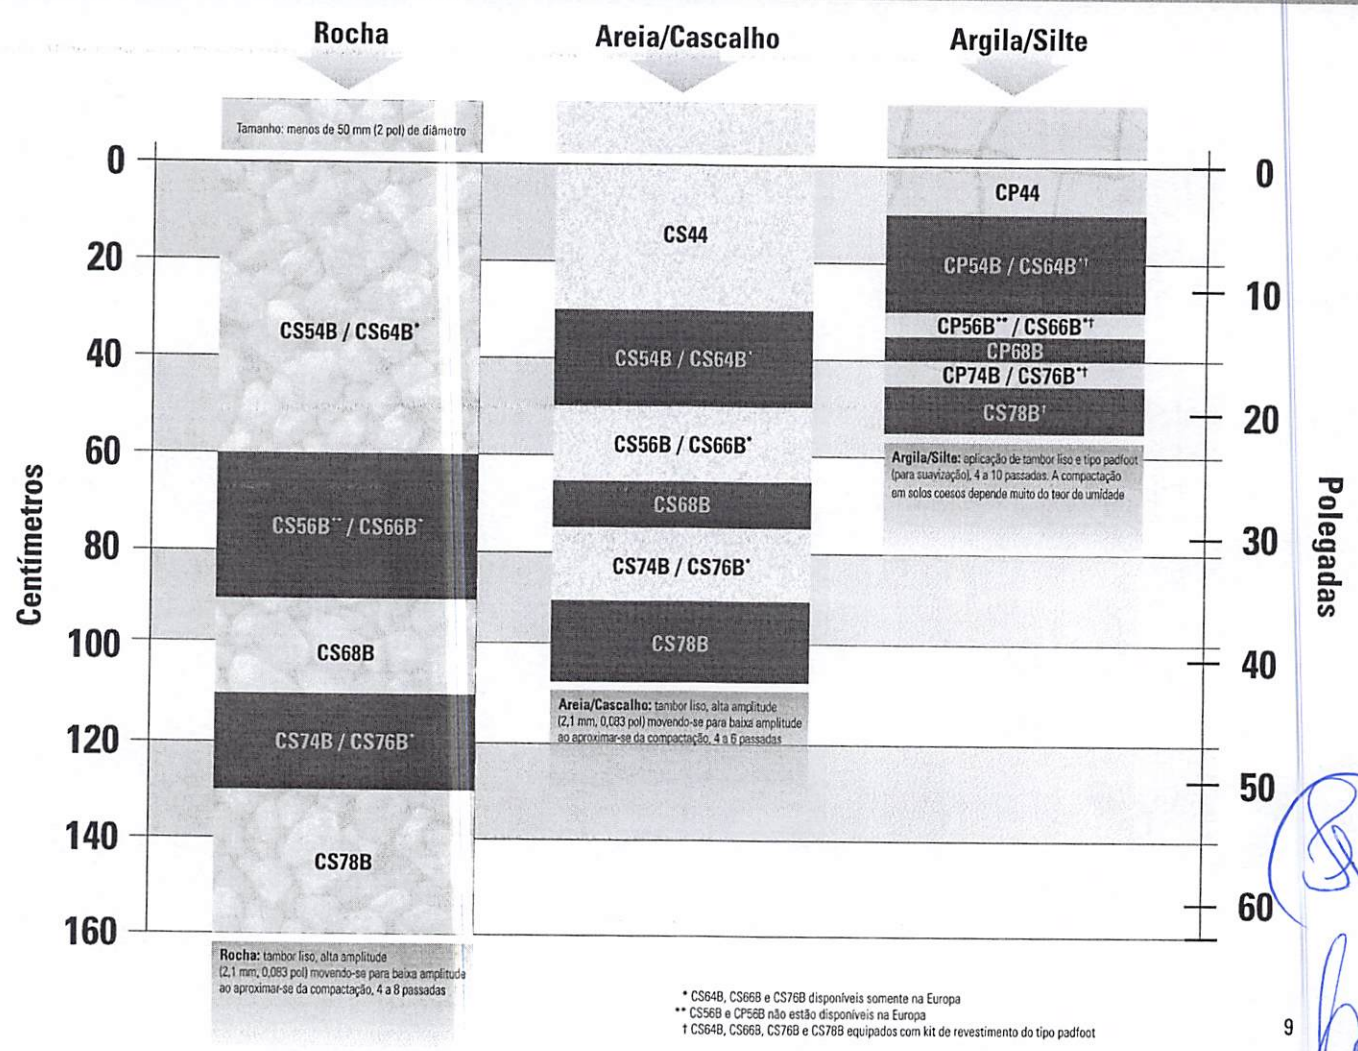 Rocha
Areia/Cascalho
Argila/Silte
Tamanho: menos de 50 mm (2 pol) de diâmetro
0
20
40
60
80
100
120
140
160
Centímetros
CS54B / CS64B*
CS56B** / CS66B*
CS68B
CS74B / CS76B*
CS78B
Rocha: tambor liso, alta amplitude
(2,1 mm, 0,083 pol) movendo-se para baixa amplitude
ao aproximar-se da compactação, 4 a 8 passadas
CS44
CS54B / CS64B*
CS56B / CS66B*
CS68B
CS74B / CS76B*
CS78B
Areia/Cascalho: tambor liso, alta amplitude
(2,1 mm, 0,083 pol) movendo-se para baixa amplitude
ao aproximar-se da compactação, 4 a 6 passadas
CP44
CP54B / CS64B*†
CP56B** / CS66B*†
CP68B
CP74B / CS76B*†
CS78B†
Argila/Silte: aplicação de tambor liso e tipo padfoot
(para suavização), 4 a 10 passadas. A compactação
em solos coesos depende muito do teor de umidade
0
10
20
30
40
50
60
Polegadas
* CS64B, CS66B e CS76B disponíveis somente na Europa
** CS56B e CP56B não estão disponíveis na Europa
† CS64B, CS66B, CS76B e CS78B equipados com kit de revestimento do tipo padfoot
9